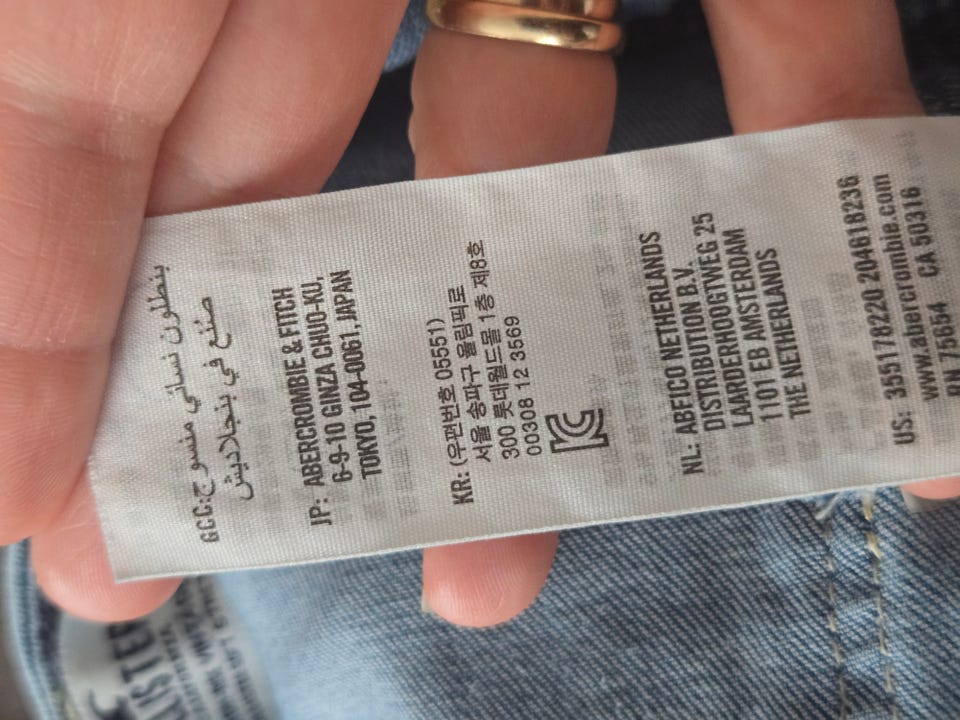 GCC:بنطلون نسائي منسوج
صنع في بنجلاديش
JP: ABERCROMBIE & FITCH
6-9-10 GINZA CHUO-KU,
TOKYO, 104-0061, JAPAN
KR: (우편번호 05551)
서울 송파구 올림픽로
300 롯데월드몰 1층 제8호
00308 12 3569
NL: ABFICO NETHERLANDS
DISTRIBUTION B.V.
LAARDERHOOGTWEG 25
1101 EB AMSTERDAM
THE NETHERLANDS
US: 355178220 204618236
www.abercrombie.com
RN 75654 CA 50316